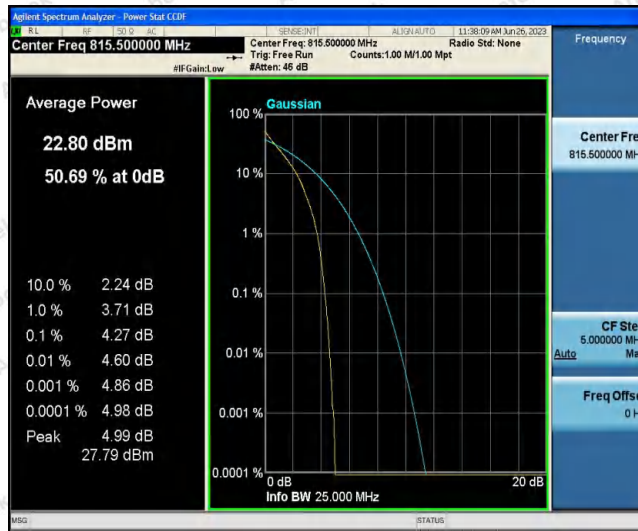 Agilent Spectrum Analyzer - Power Stat CCDF
RL RF 50 Ω AC SENSE:INT ALIGN AUTO 11:38:09 AM Jun 26, 2023
Center Freq 815.500000 MHz
Center Freq: 815.500000 MHz Radio Std: None
Trig: Free Run Counts:1.00 M/1.00 Mpt
#IFGain:Low #Atten: 46 dB
Frequency
Average Power
22.80 dBm
50.69 % at 0dB
10.0 % 2.24 dB
1.0 % 3.71 dB
0.1 % 4.27 dB
0.01 % 4.60 dB
0.001 % 4.86 dB
0.0001 % 4.98 dB
Peak 4.99 dB
27.79 dBm
Gaussian
100 %
10 %
1 %
0.1 %
0.01 %
0.001 %
0.0001 %
0 dB 20 dB
Info BW 25.000 MHz
Center Fre
815.500000 MH
CF Ste
5.000000 MH
Auto Ma
Freq Offse
0 H
MSG STATUS